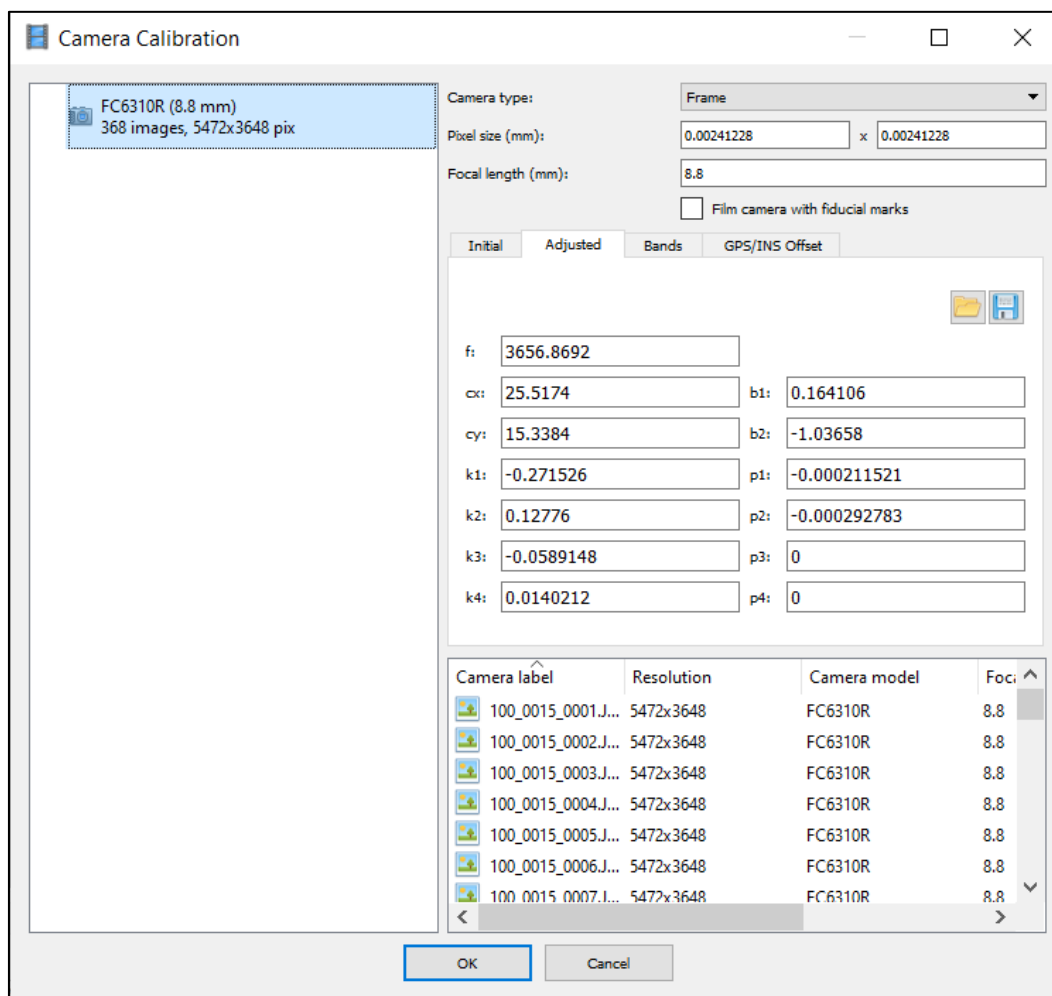 Camera Calibration
FC6310R (8.8 mm)
368 images, 5472x3648 pix
Camera type: Frame
Pixel size (mm): 0.00241228 x 0.00241228
Focal length (mm): 8.8
Film camera with fiducial marks
Initial Adjusted Bands GPS/INS Offset
f: 3656.8692
cx: 25.5174 b1: 0.164106
cy: 15.3384 b2: -1.03658
k1: -0.271526 p1: -0.000211521
k2: 0.12776 p2: -0.000292783
k3: -0.0589148 p3: 0
k4: 0.0140212 p4: 0
Camera label Resolution Camera model Foca
100_0015_0001.J... 5472x3648 FC6310R 8.8
100_0015_0002.J... 5472x3648 FC6310R 8.8
100_0015_0003.J... 5472x3648 FC6310R 8.8
100_0015_0004.J... 5472x3648 FC6310R 8.8
100_0015_0005.J... 5472x3648 FC6310R 8.8
100_0015_0006.J... 5472x3648 FC6310R 8.8
100_0015_0007.J... 5472x3648 FC6310R 8.8
OK Cancel